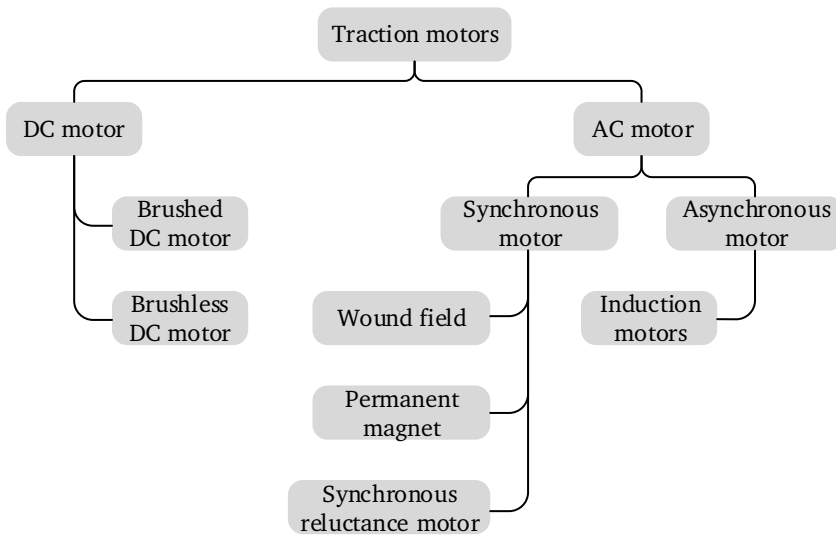 Traction motors
DC motor
AC motor
Brushed
DC motor
Synchronous
motor
Asynchronous
motor
Brushless
DC motor
Wound field
Induction
motors
Permanent
magnet
Synchronous
reluctance motor